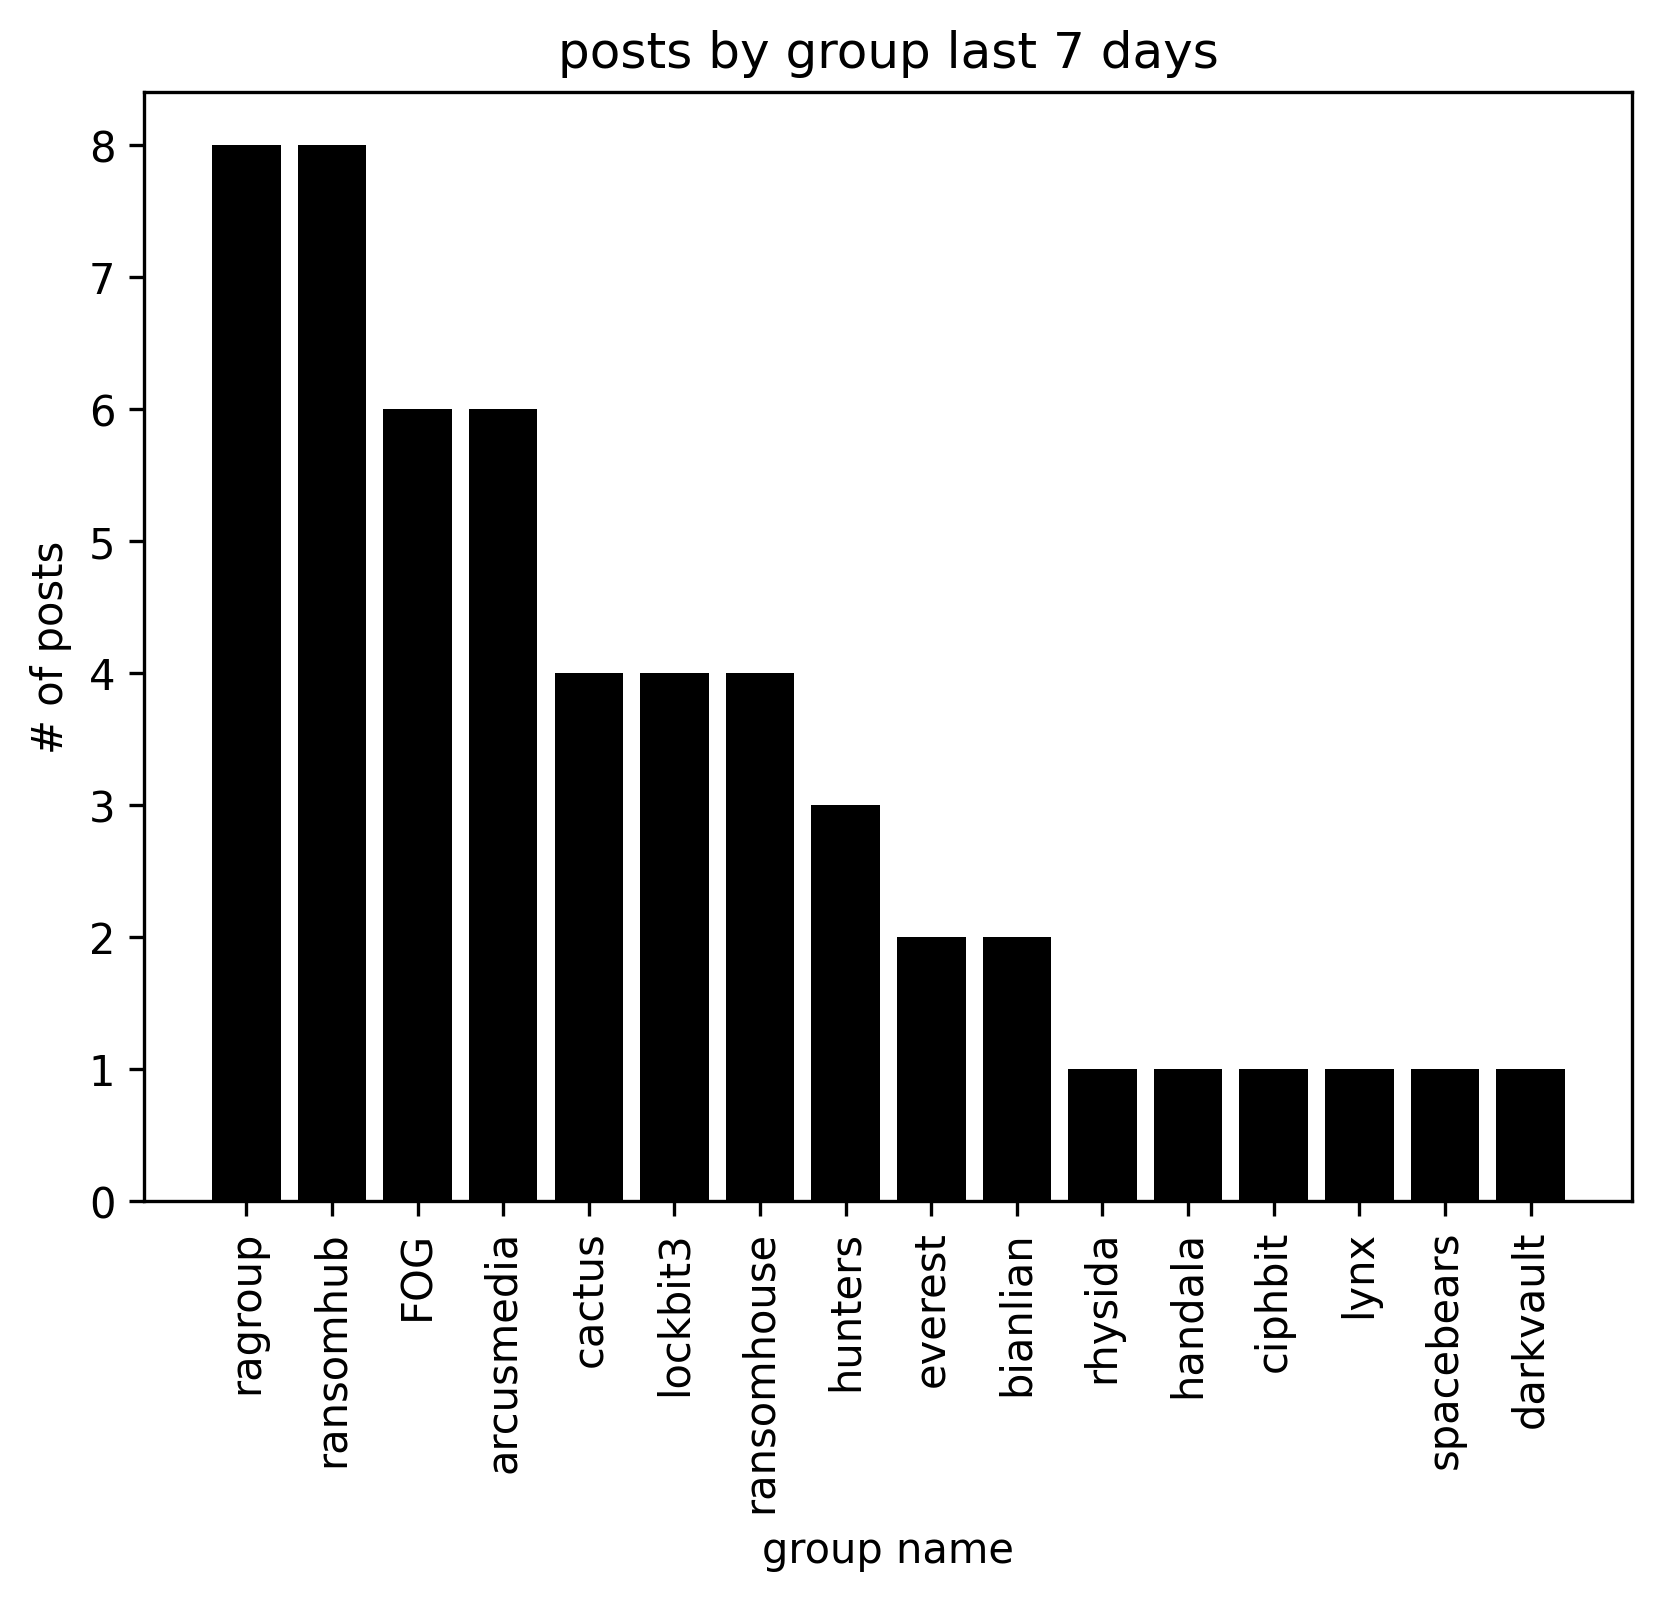 posts by group last 7 days
8
7
6
5
4
3
2
1
0
# of posts
ragroup
ransomhub
FOG
arcusmedia
cactus
lockbit3
ransomhouse
hunters
everest
bianlian
rhysida
handala
ciphbit
lynx
spacebears
darkvault
group name